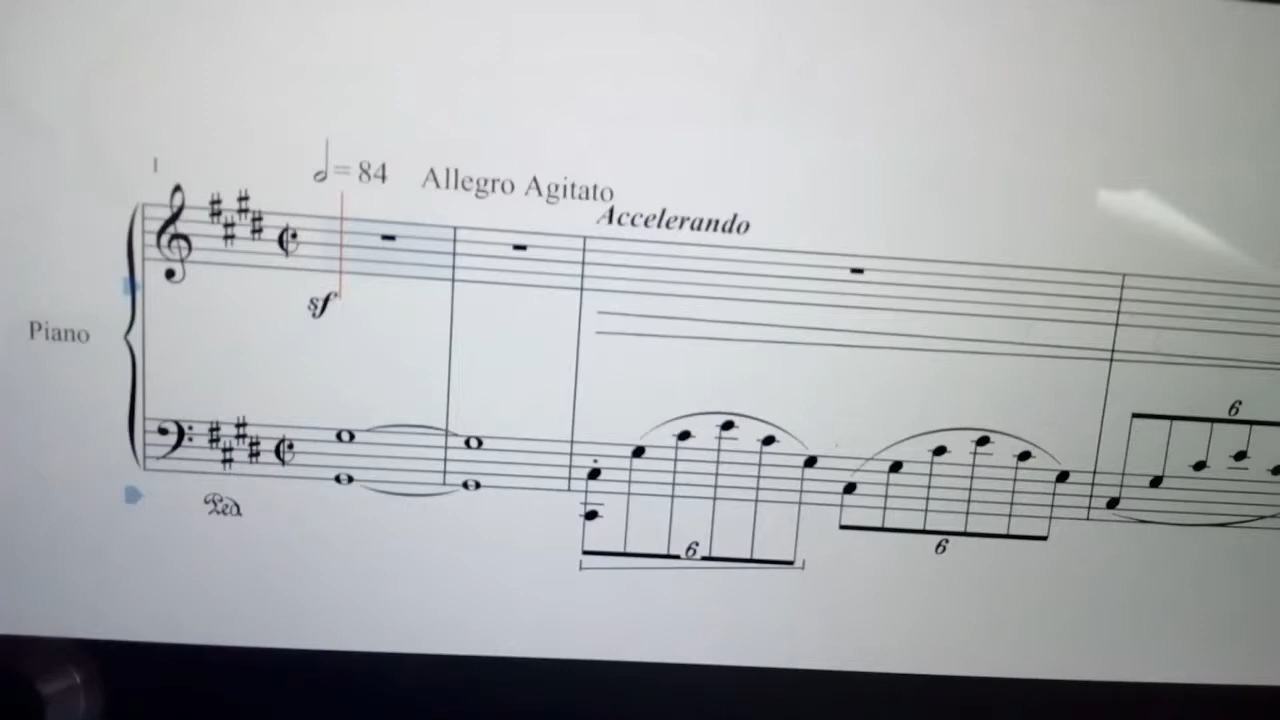 1
= 84 Allegro Agitato
Accelerando
sf
Piano
Ped.
6
6
6